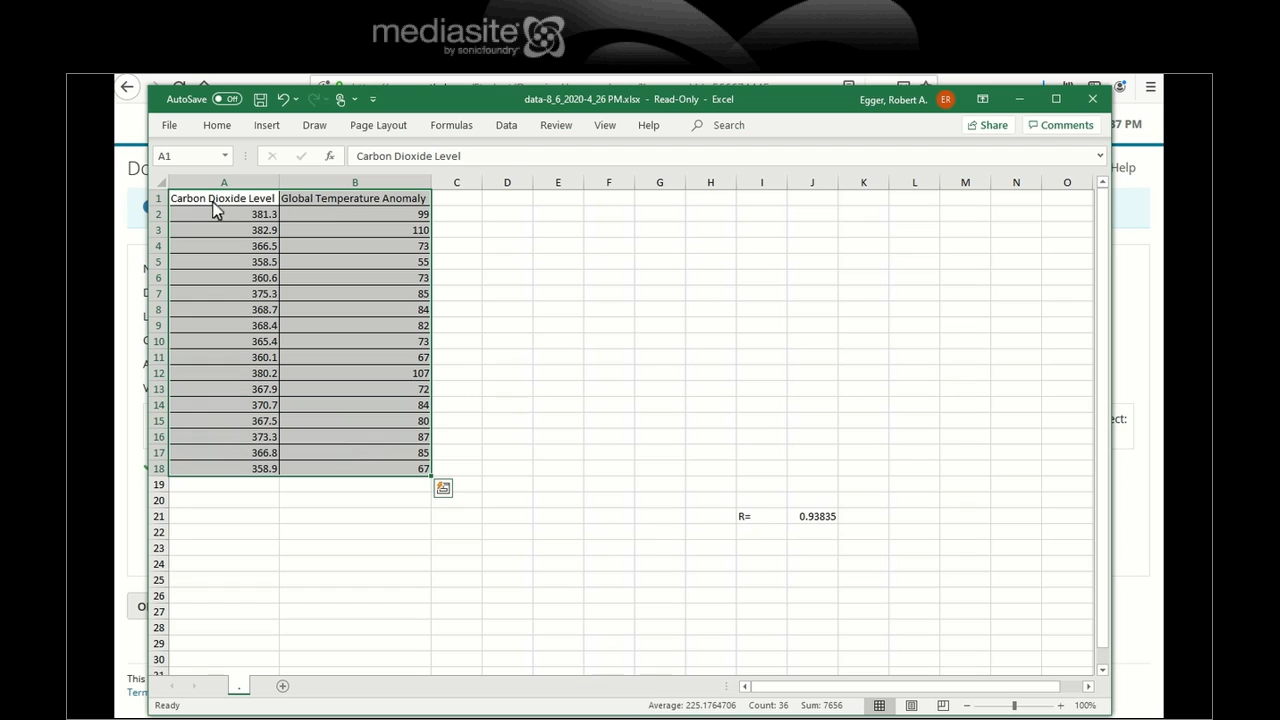 mediasite
by sonicfoundry
AutoSave Off data-8_6_2020-4_26 PM.xlsx - Read-Only - Excel Egger, Robert A. ER
File Home Insert Draw Page Layout Formulas Data Review View Help Search Share Comments
37 PM
A1 fx Carbon Dioxide Level
Do
Help
A B C D E F G H I J K L M N O
1 Carbon Dioxide Level Global Temperature Anomaly
2 381.3 99
3 382.9 110
4 366.5 73
5 358.5 55
6 360.6 73
7 375.3 85
8 368.7 84
9 368.4 82
10 365.4 73
11 360.1 67
12 380.2 107
13 367.9 72
14 370.7 84
15 367.5 80
ect:
16 373.3 87
17 366.8 85
18 358.9 67
19
20
21 R= 0.93835
22
23
24
25
26
27
28
29
30
This
Term
Ready Average: 225.1764706 Count: 36 Sum: 7656 100%